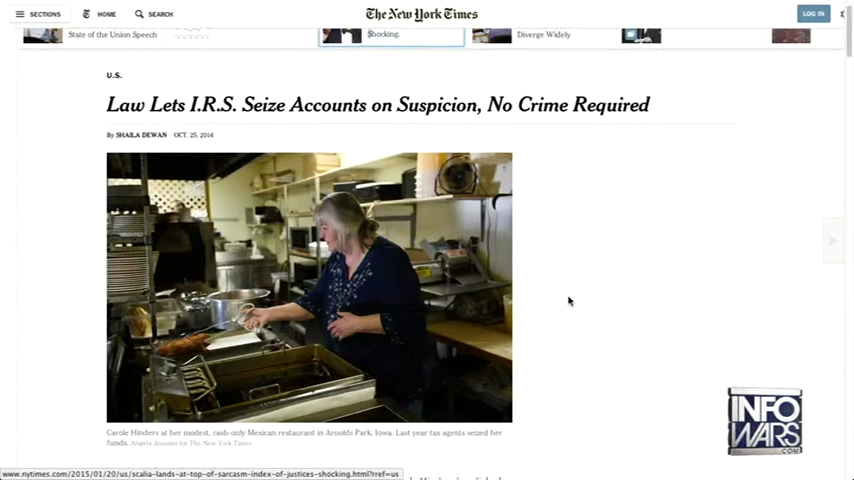 SECTIONS HOME SEARCH The New York Times LOG IN
State of the Union Speech Shocking. Diverge Widely
U.S.
Law Lets I.R.S. Seize Accounts on Suspicion, No Crime Required
By SHAILA DEWAN OCT. 25, 2014
Carole Hinders at her modest, cash-only Mexican restaurant in Arnolds Park, Iowa. Last year tax agents seized her
funds. Angela Jimenez for The New York Times
INFO
WARS
.COM
www.nytimes.com/2015/01/20/us/scalia-lands-at-top-of-sarcasm-index-of-justices-shocking.html?rref=us